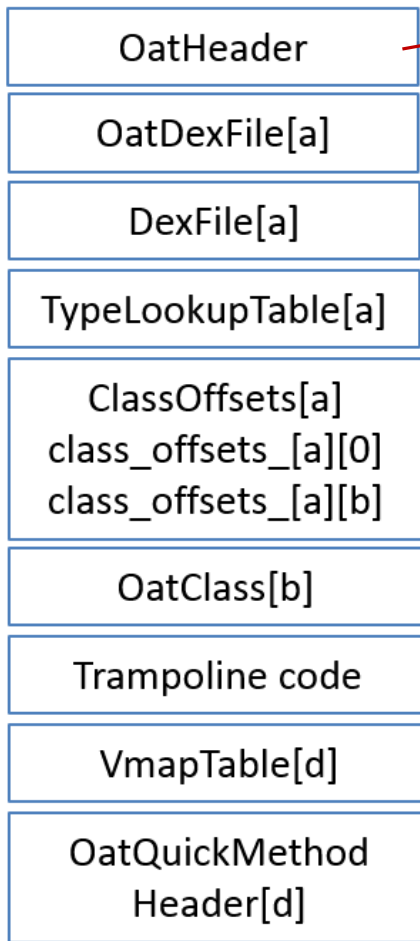 OatHeader
OatDexFile[a]
DexFile[a]
TypeLookupTable[a]
ClassOffsets[a]
class_offsets_[a][0]
class_offsets_[a][b]
OatClass[b]
Trampoline code
VmapTable[d]
OatQuickMethod
Header[d]